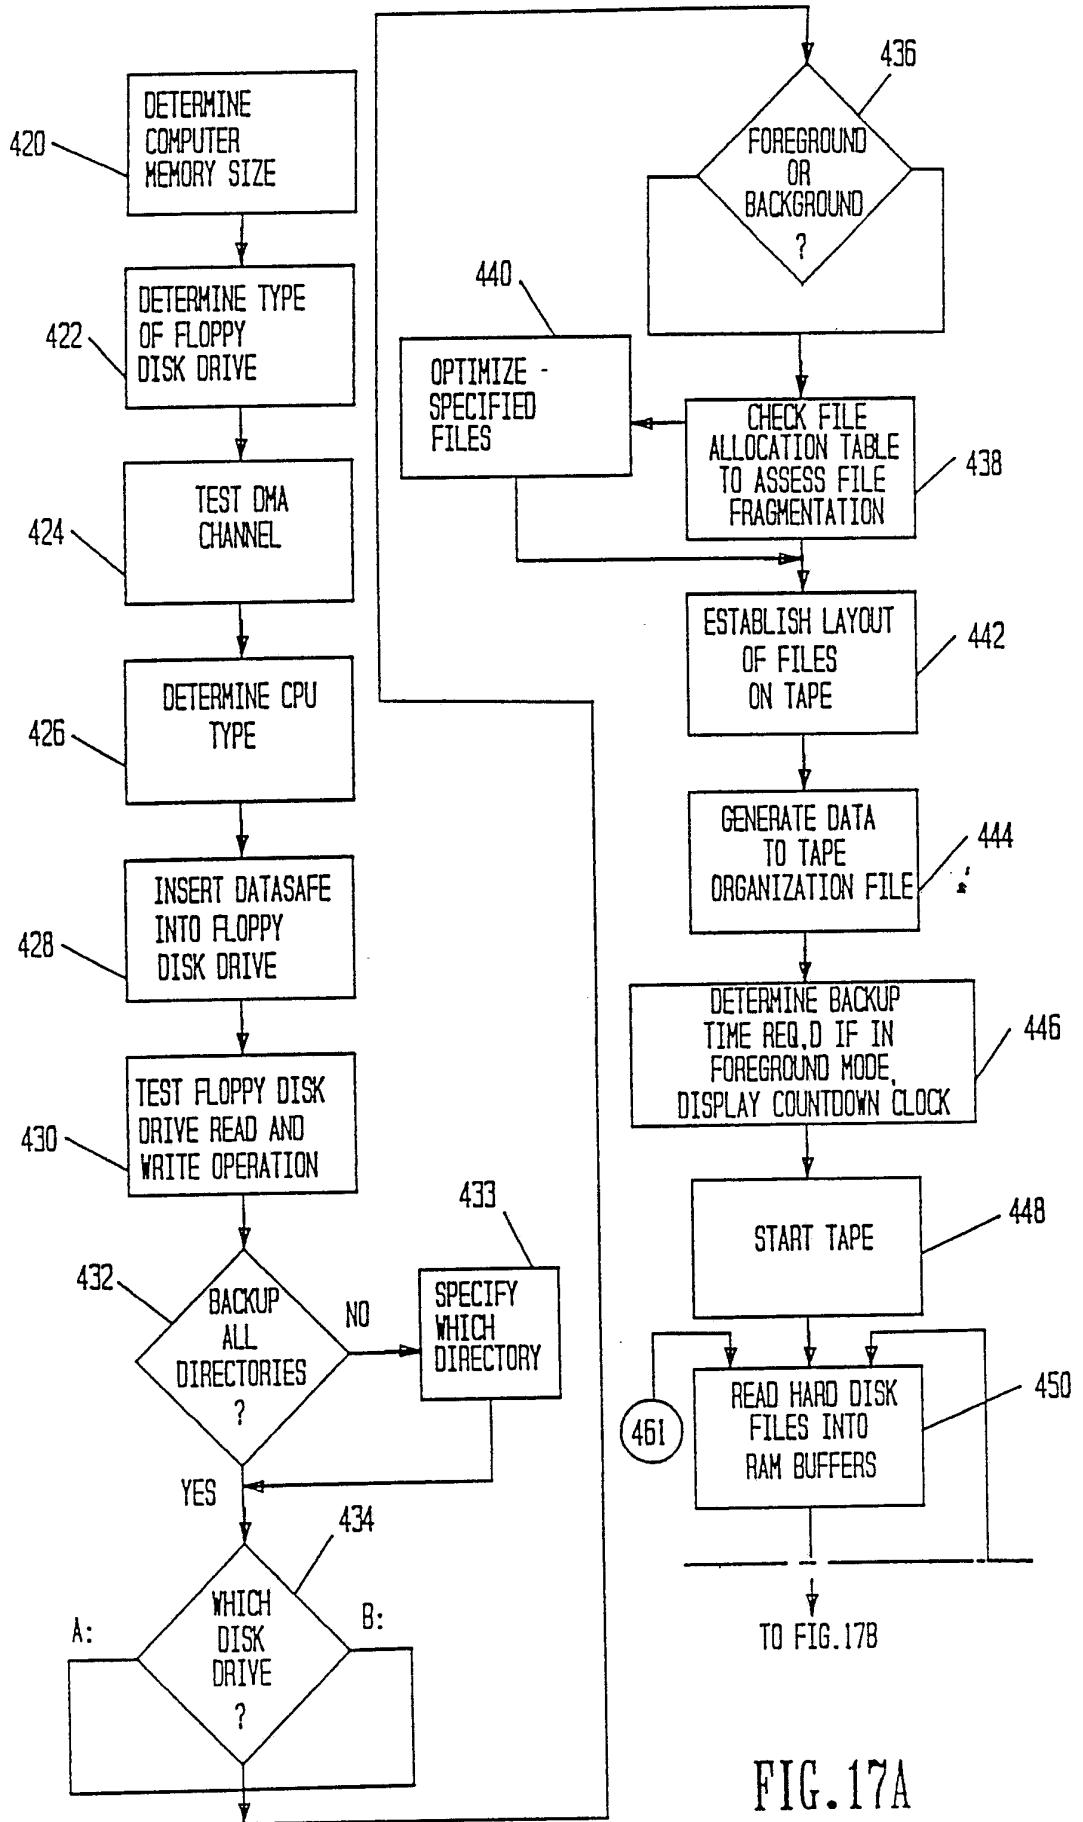 420
DETERMINE
COMPUTER
MEMORY SIZE
422
DETERMINE TYPE
OF FLOPPY
DISK DRIVE
424
TEST DMA
CHANNEL
426
DETERMINE CPU
TYPE
428
INSERT DATASAFE
INTO FLOPPY
DISK DRIVE
430
TEST FLOPPY DISK
DRIVE READ AND
WRITE OPERATION
432
BACKUP
ALL
DIRECTORIES
?
NO
433
SPECIFY
WHICH
DIRECTORY
YES
434
WHICH
DISK
DRIVE
?
A:
B:
436
FOREGROUND
OR
BACKGROUND
?
440
OPTIMIZE -
SPECIFIED
FILES
CHECK FILE
ALLOCATION TABLE
TO ASSESS FILE
FRAGMENTATION
438
ESTABLISH LAYOUT
OF FILES
ON TAPE
442
GENERATE DATA
TO TAPE
ORGANIZATION FILE
444
DETERMINE BACKUP
TIME REQ,D IF IN
FOREGROUND MODE,
DISPLAY COUNTDOWN CLOCK
446
START TAPE
448
461
READ HARD DISK
FILES INTO
RAM BUFFERS
450
TO FIG.17B
FIG.17A